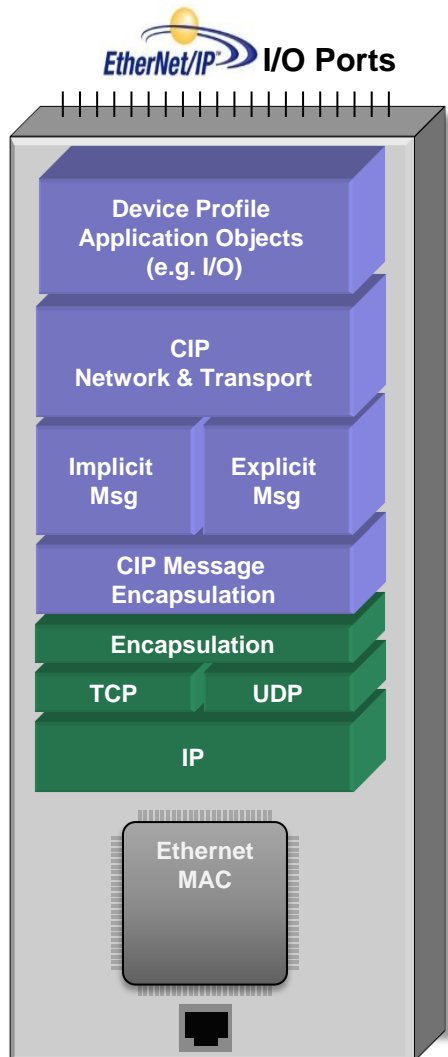 EtherNet/IP™ I/O Ports
Device Profile
Application Objects
(e.g. I/O)
CIP
Network & Transport
Implicit
Msg
Explicit
Msg
CIP Message
Encapsulation
Encapsulation
TCP
UDP
IP
Ethernet
MAC